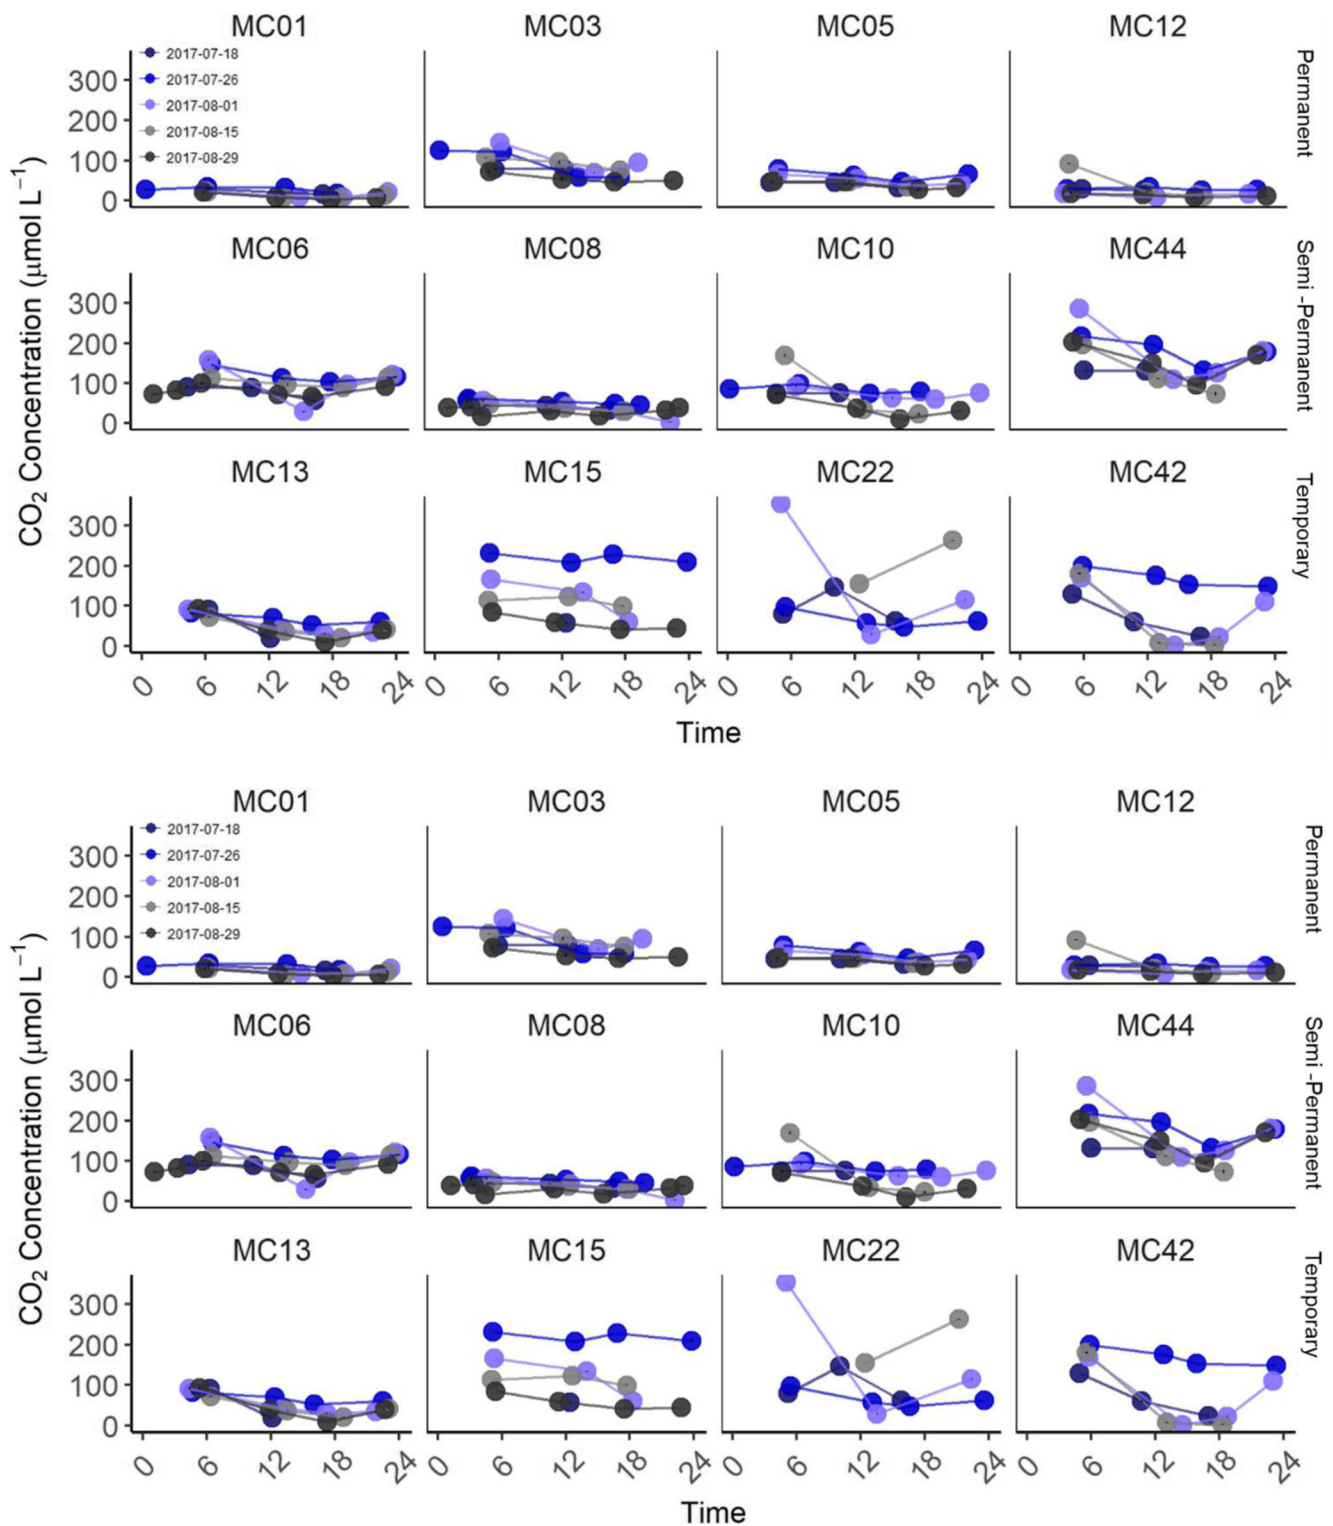 MC01 MC03 MC05 MC12
2017-07-18
2017-07-26
2017-08-01
2017-08-15
2017-08-29
300
200
100
0
Permanent
MC06 MC08 MC10 MC44
300
200
100
0
Semi -Permanent
CO₂ Concentration (μmol L⁻¹)
MC13 MC15 MC22 MC42
300
200
100
0
Temporary
0 6 12 18 24 0 6 12 18 24 0 6 12 18 24 0 6 12 18 24
Time
MC01 MC03 MC05 MC12
2017-07-18
2017-07-26
2017-08-01
2017-08-15
2017-08-29
300
200
100
0
Permanent
MC06 MC08 MC10 MC44
300
200
100
0
Semi -Permanent
CO₂ Concentration (μmol L⁻¹)
MC13 MC15 MC22 MC42
300
200
100
0
Temporary
0 6 12 18 24 0 6 12 18 24 0 6 12 18 24 0 6 12 18 24
Time